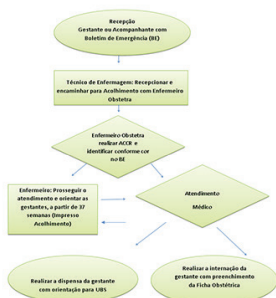 Recepção
Gestante ou Acompanhante com
Boletim de Emergência (BE)
Técnico de Enfermagem: Recepcionar e
encaminhar para Acolhimento com Enfermeiro
Obstetra
Enfermeiro Obstetra
realizar ACCR e
identificar conforme cor
no BE
Enfermeiro: Prosseguir o
atendimento e orientar as
gestantes, a partir de 37
semanas (Impresso
Acolhimento)
Atendimento
Médico
Realizar a dispensa da gestante
com orientação para UBS
Realizar a internação da
gestante com preenchimento
da Ficha Obstétrica